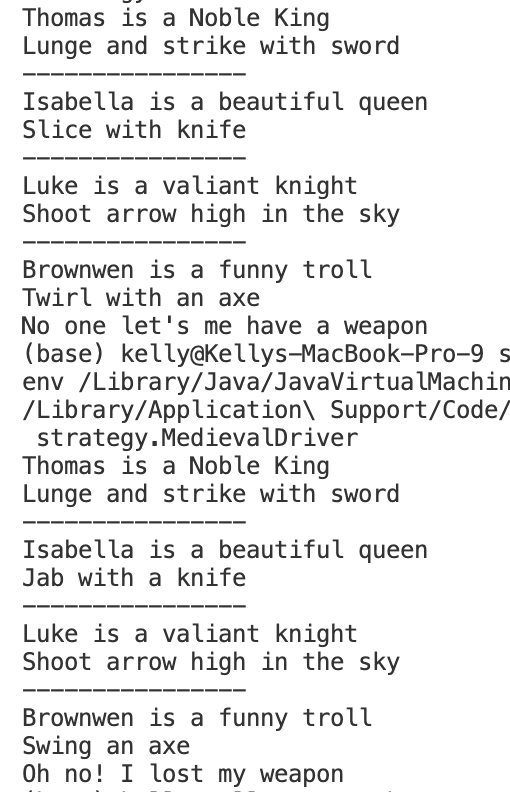 Thomas is a Noble King
Lunge and strike with sword
----------------
Isabella is a beautiful queen
Slice with knife
----------------
Luke is a valiant knight
Shoot arrow high in the sky
----------------
Brownwen is a funny troll
Twirl with an axe
No one let's me have a weapon
(base) kelly@Kellys-MacBook-Pro-9 s
env /Library/Java/JavaVirtualMachin
/Library/Application\ Support/Code/
strategy.MedievalDriver
Thomas is a Noble King
Lunge and strike with sword
----------------
Isabella is a beautiful queen
Jab with a knife
----------------
Luke is a valiant knight
Shoot arrow high in the sky
----------------
Brownwen is a funny troll
Swing an axe
Oh no! I lost my weapon